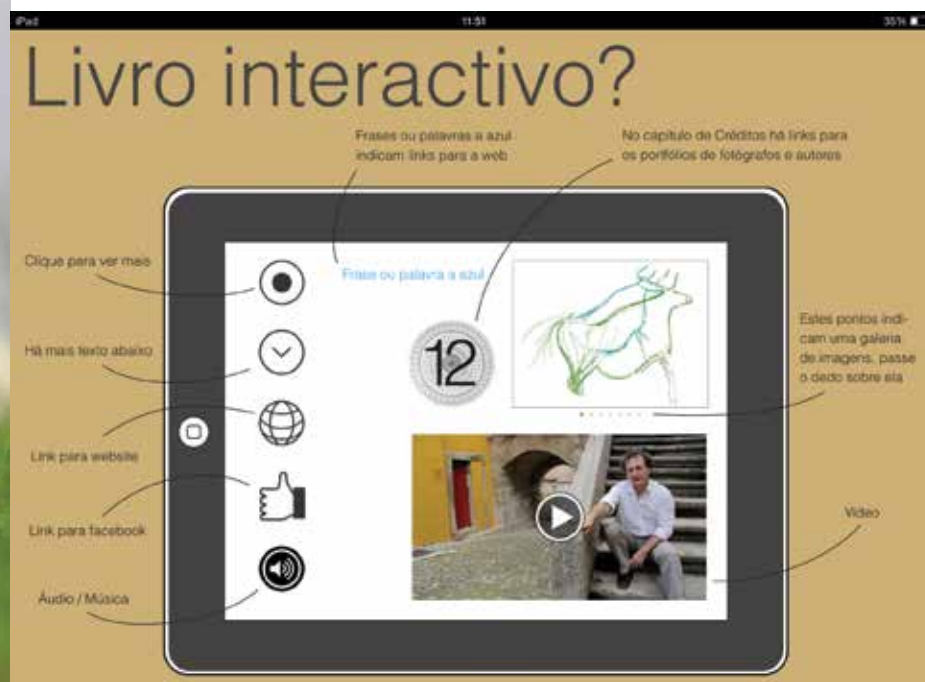 iPad
11:51
35%
Livro interactivo?
Frases ou palavras a azul
indicam links para a web
No capítulo de Créditos há links para
os portfólios de fotógrafos e autores
Clique para ver mais
Frase ou palavra a azul
Há mais texto abaixo
12
Estes pontos indi-
cam uma galeria
de imagens, passe
o dedo sobre ela
Link para website
Link para facebook
Vídeo
Áudio / Música